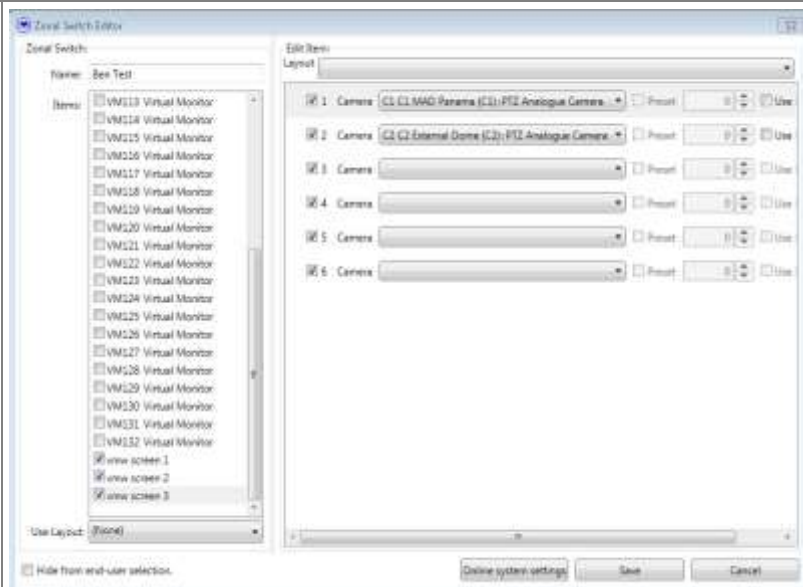 Zonal Switch Editor
Zonal Switch:
Name: Ben Test
Items:
VM113 Virtual Monitor
VM114 Virtual Monitor
VM115 Virtual Monitor
VM116 Virtual Monitor
VM117 Virtual Monitor
VM118 Virtual Monitor
VM119 Virtual Monitor
VM120 Virtual Monitor
VM121 Virtual Monitor
VM122 Virtual Monitor
VM123 Virtual Monitor
VM124 Virtual Monitor
VM125 Virtual Monitor
VM126 Virtual Monitor
VM127 Virtual Monitor
VM128 Virtual Monitor
VM129 Virtual Monitor
VM130 Virtual Monitor
VM131 Virtual Monitor
VM132 Virtual Monitor
vmw screen 1
vmw screen 2
vmw screen 3
Use Layout: (None)
Hide from end-user selection.
Edit Item:
Layout
1 Camera C1 C1 MAD Panama (C1): PTZ Analogue Camera Preset 0 Use
2 Camera C2 C2 External Dome (C2): PTZ Analogue Camera Preset 0 Use
3 Camera Preset 0 Use
4 Camera Preset 0 Use
5 Camera Preset 0 Use
6 Camera Preset 0 Use
Online system settings Save Cancel